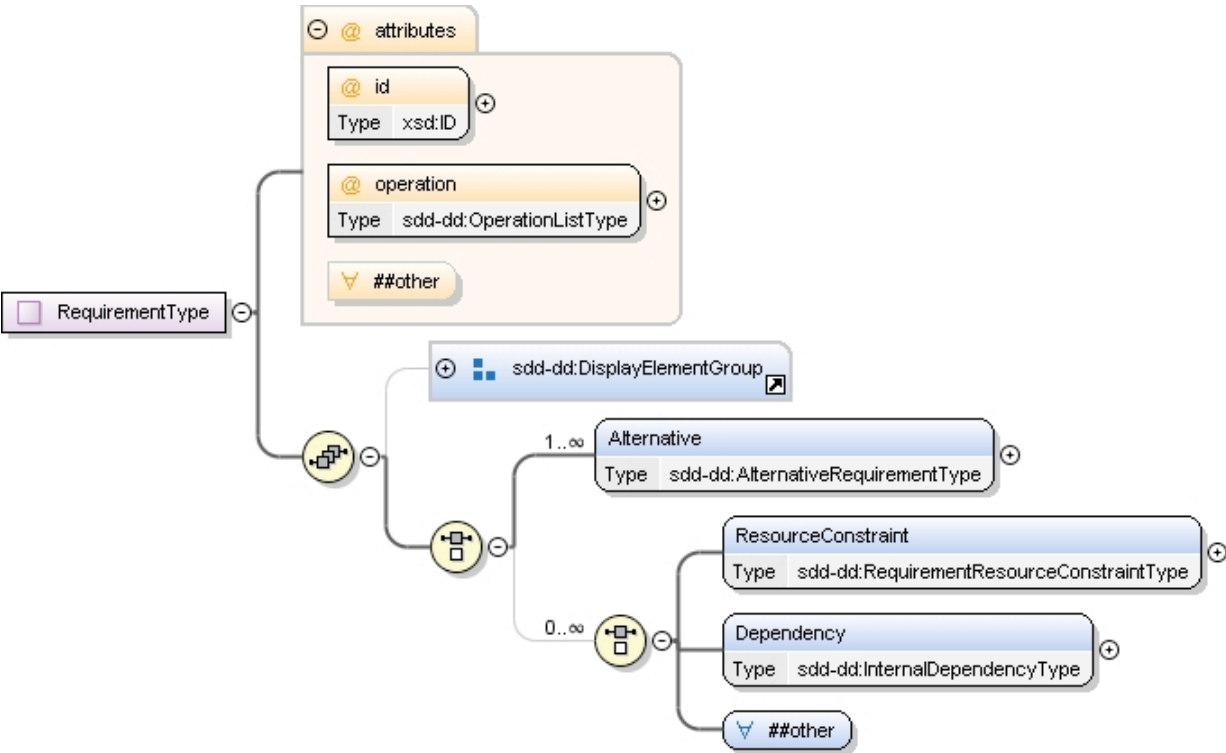 @ attributes
@ id
Type xsd:ID
@ operation
Type sdd-dd:OperationListType
∀ ##other
RequirementType
sdd-dd:DisplayElementGroup
1..∞ Alternative
Type sdd-dd:AlternativeRequirementType
ResourceConstraint
Type sdd-dd:RequirementResourceConstraintType
0..∞
Dependency
Type sdd-dd:InternalDependencyType
∀ ##other